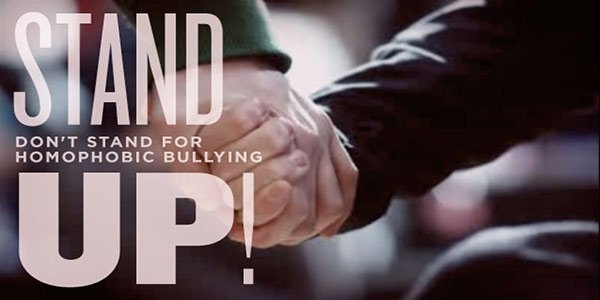 STAND
DON'T STAND FOR
HOMOPHOBIC BULLYING
UP!